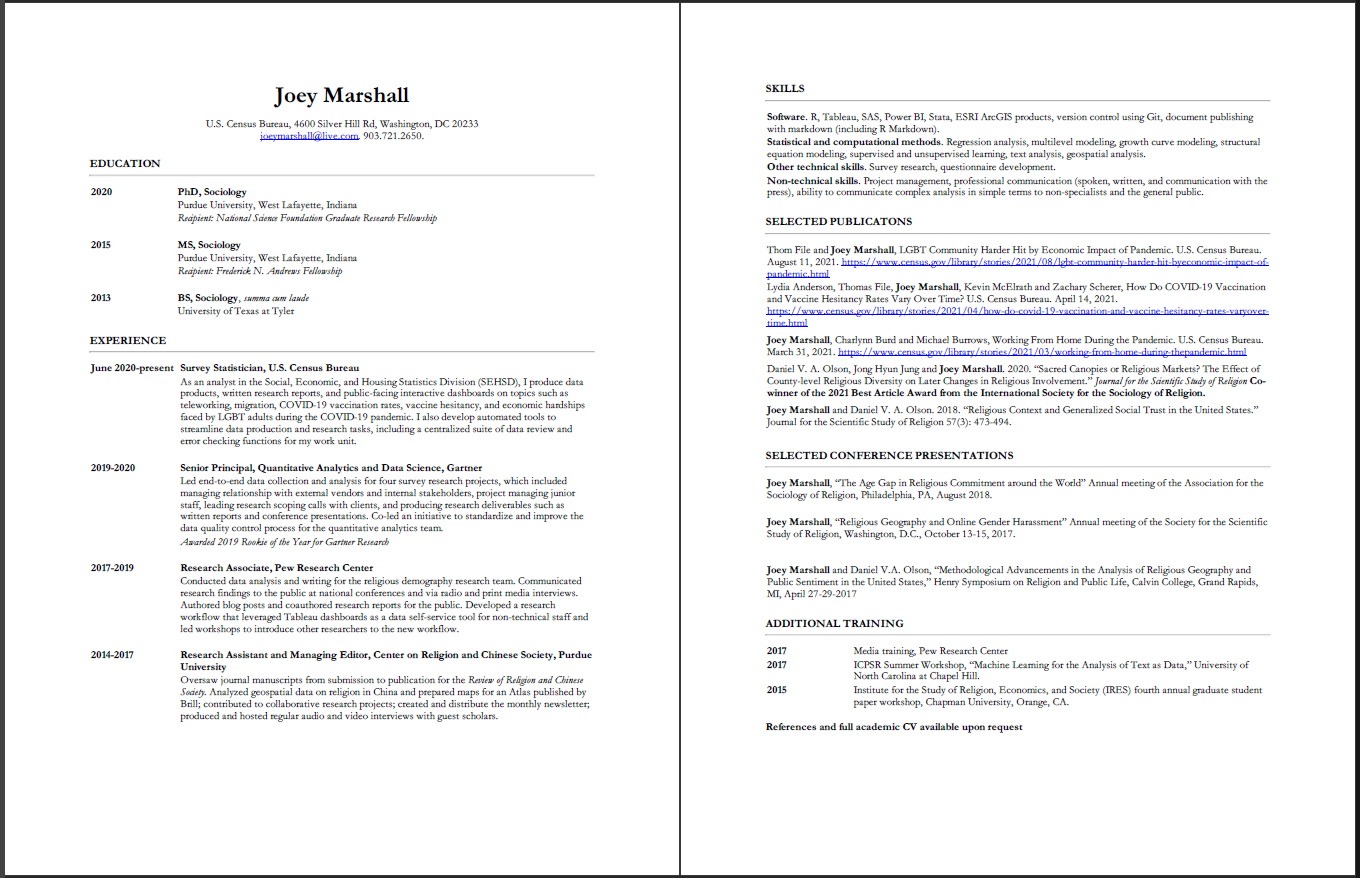 Joey Marshall
U.S. Census Bureau, 4600 Silver Hill Rd, Washington, DC 20233
joeymarshall@live.com. 903.721.2650.
EDUCATION
2020 PhD, Sociology
Purdue University, West Lafayette, Indiana
Recipient: National Science Foundation Graduate Research Fellowship
2015 MS, Sociology
Purdue University, West Lafayette, Indiana
Recipient: Frederick N. Andrews Fellowship
2013 BS, Sociology, summa cum laude
University of Texas at Tyler
EXPERIENCE
June 2020-present Survey Statistician, U.S. Census Bureau
As an analyst in the Social, Economic, and Housing Statistics Division (SEHSD), I produce data
products, written research reports, and public-facing interactive dashboards on topics such as
teleworking, migration, COVID-19 vaccination rates, vaccine hesitancy, and economic hardships
faced by LGBT adults during the COVID-19 pandemic. I also develop automated tools to
streamline data production and research tasks, including a centralized suite of data review and
error checking functions for my work unit.
2019-2020 Senior Principal, Quantitative Analytics and Data Science, Gartner
Led end-to-end data collection and analysis for four survey research projects, which included
managing relationship with external vendors and internal stakeholders, project managing junior
staff, leading research scoping calls with clients, and producing research deliverables such as
written reports and conference presentations. Co-led an initiative to standardize and improve the
data quality control process for the quantitative analytics team.
Awarded 2019 Rookie of the Year for Gartner Research
2017-2019 Research Associate, Pew Research Center
Conducted data analysis and writing for the religious demography research team. Communicated
research findings to the public at national conferences and via radio and print media interviews.
Authored blog posts and coauthored research reports for the public. Developed a research
workflow that leveraged Tableau dashboards as a data self-service tool for non-technical staff and
led workshops to introduce other researchers to the new workflow.
2014-2017 Research Assistant and Managing Editor, Center on Religion and Chinese Society, Purdue
University
Oversaw journal manuscripts from submission to publication for the Review of Religion and Chinese
Society. Analyzed geospatial data on religion in China and prepared maps for an Atlas published by
Brill; contributed to collaborative research projects; created and distribute the monthly newsletter;
produced and hosted regular audio and video interviews with guest scholars.
SKILLS
Software. R, Tableau, SAS, Power BI, Stata, ESRI ArcGIS products, version control using Git, document publishing
with markdown (including R Markdown).
Statistical and computational methods. Regression analysis, multilevel modeling, growth curve modeling, structural
equation modeling, supervised and unsupervised learning, text analysis, geospatial analysis.
Other technical skills. Survey research, questionnaire development.
Non-technical skills. Project management, professional communication (spoken, written, and communication with the
press), ability to communicate complex analysis in simple terms to non-specialists and the general public.
SELECTED PUBLICATONS
Thom File and Joey Marshall, LGBT Community Harder Hit by Economic Impact of Pandemic. U.S. Census Bureau.
August 11, 2021. https://www.census.gov/library/stories/2021/08/lgbt-community-harder-hit-byeconomic-impact-of-
pandemic.html
Lydia Anderson, Thomas File, Joey Marshall, Kevin McElrath and Zachary Scherer, How Do COVID-19 Vaccination
and Vaccine Hesitancy Rates Vary Over Time? U.S. Census Bureau. April 14, 2021.
https://www.census.gov/library/stories/2021/04/how-do-covid-19-vaccination-and-vaccine-hesitancy-rates-varyover-
time.html
Joey Marshall, Charlynn Burd and Michael Burrows, Working From Home During the Pandemic. U.S. Census Bureau.
March 31, 2021. https://www.census.gov/library/stories/2021/03/working-from-home-during-thepandemic.html
Daniel V. A. Olson, Jong Hyun Jung and Joey Marshall. 2020. “Sacred Canopies or Religious Markets? The Effect of
County-level Religious Diversity on Later Changes in Religious Involvement.” Journal for the Scientific Study of Religion Co-
winner of the 2021 Best Article Award from the International Society for the Sociology of Religion.
Joey Marshall and Daniel V. A. Olson. 2018. “Religious Context and Generalized Social Trust in the United States.”
Journal for the Scientific Study of Religion 57(3): 473-494.
SELECTED CONFERENCE PRESENTATIONS
Joey Marshall, “The Age Gap in Religious Commitment around the World” Annual meeting of the Association for the
Sociology of Religion, Philadelphia, PA, August 2018.
Joey Marshall, “Religious Geography and Online Gender Harassment” Annual meeting of the Society for the Scientific
Study of Religion, Washington, D.C., October 13-15, 2017.
Joey Marshall and Daniel V.A. Olson, “Methodological Advancements in the Analysis of Religious Geography and
Public Sentiment in the United States,” Henry Symposium on Religion and Public Life, Calvin College, Grand Rapids,
MI, April 27-29-2017
ADDITIONAL TRAINING
2017 Media training, Pew Research Center
2017 ICPSR Summer Workshop, “Machine Learning for the Analysis of Text as Data,” University of
North Carolina at Chapel Hill.
2015 Institute for the Study of Religion, Economics, and Society (IRES) fourth annual graduate student
paper workshop, Chapman University, Orange, CA.
References and full academic CV available upon request